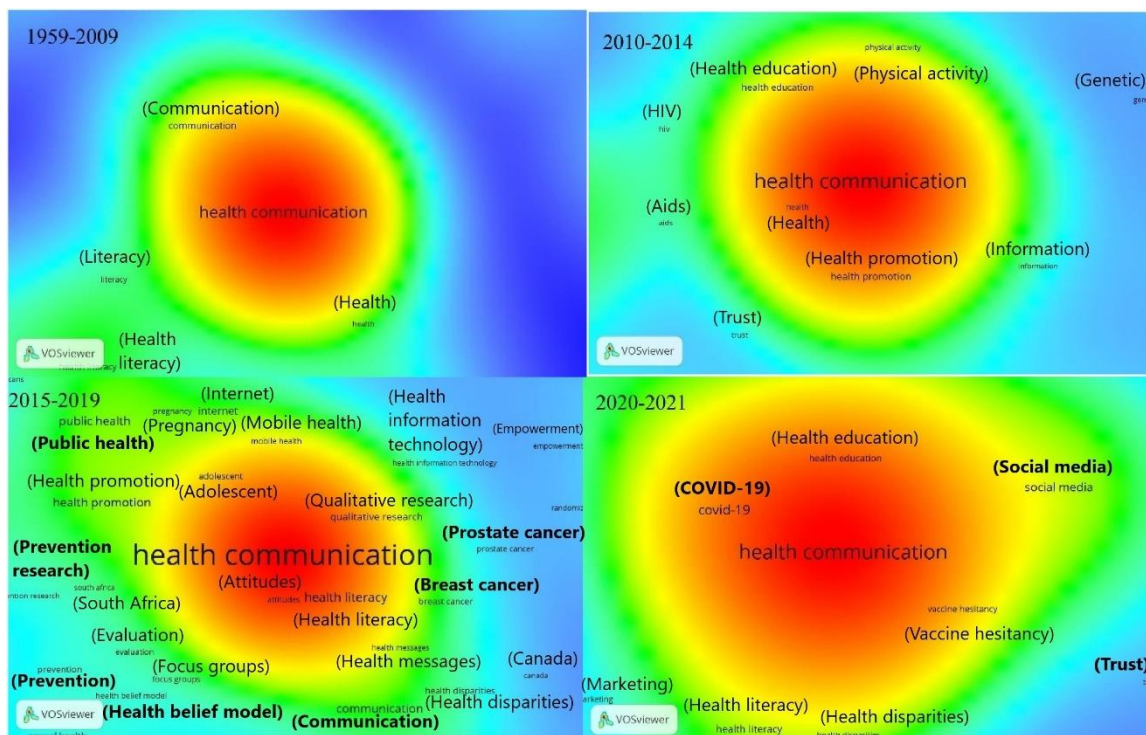 1959-2009
(Communication)
communication
health communication
(Literacy)
literacy
(Health)
health
(Health
literacy)
VOSviewer
2010-2014
physical activity
(Health education)
(Physical activity)
health education
(Genetic)
(HIV)
hiv
health communication
(Aids)
aids
health
(Health)
(Health promotion)
health promotion
(Information)
information
(Trust)
trust
VOSviewer
2015-2019
(Internet)
pregnancy
internet
public health
(Pregnancy)
(Mobile health)
mobile health
(Public health)
(Health
information
technology)
health information technology
(Empowerment)
empowerment
(Health promotion)
health promotion
adolescent
(Adolescent)
(Qualitative research)
qualitative research
(Prostate cancer)
prostate cancer
health communication
(Prevention
research)
(Attitudes)
attitudes
health literacy
(Breast cancer)
breast cancer
south africa
(South Africa)
(Health literacy)
(Evaluation)
evaluation
health messages
(Health messages)
(Focus groups)
focus groups
(Canada)
canada
prevention
(Prevention)
health belief model
(Health belief model)
communication
(Communication)
health disparities
(Health disparities)
VOSviewer
2020-2021
(Health education)
health education
(COVID-19)
covid-19
(Social media)
social media
health communication
vaccine hesitancy
(Vaccine hesitancy)
(Trust)
(Marketing)
(Health literacy)
health literacy
(Health disparities)
VOSviewer